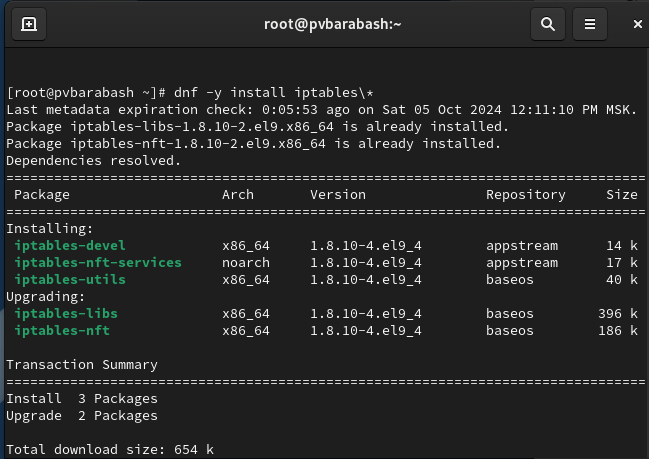 root@pvbarabash:~
[root@pvbarabash ~]# dnf -y install iptables\*
Last metadata expiration check: 0:05:53 ago on Sat 05 Oct 2024 12:11:10 PM MSK.
Package iptables-libs-1.8.10-2.el9.x86_64 is already installed.
Package iptables-nft-1.8.10-2.el9.x86_64 is already installed.
Dependencies resolved.
================================================================================
 Package                   Arch       Version               Repository     Size
================================================================================
Installing:
 iptables-devel            x86_64     1.8.10-4.el9_4        appstream      14 k
 iptables-nft-services     noarch     1.8.10-4.el9_4        appstream      17 k
 iptables-utils            x86_64     1.8.10-4.el9_4        baseos         40 k
Upgrading:
 iptables-libs             x86_64     1.8.10-4.el9_4        baseos        396 k
 iptables-nft              x86_64     1.8.10-4.el9_4        baseos        186 k
Transaction Summary
================================================================================
Install  3 Packages
Upgrade  2 Packages
Total download size: 654 k